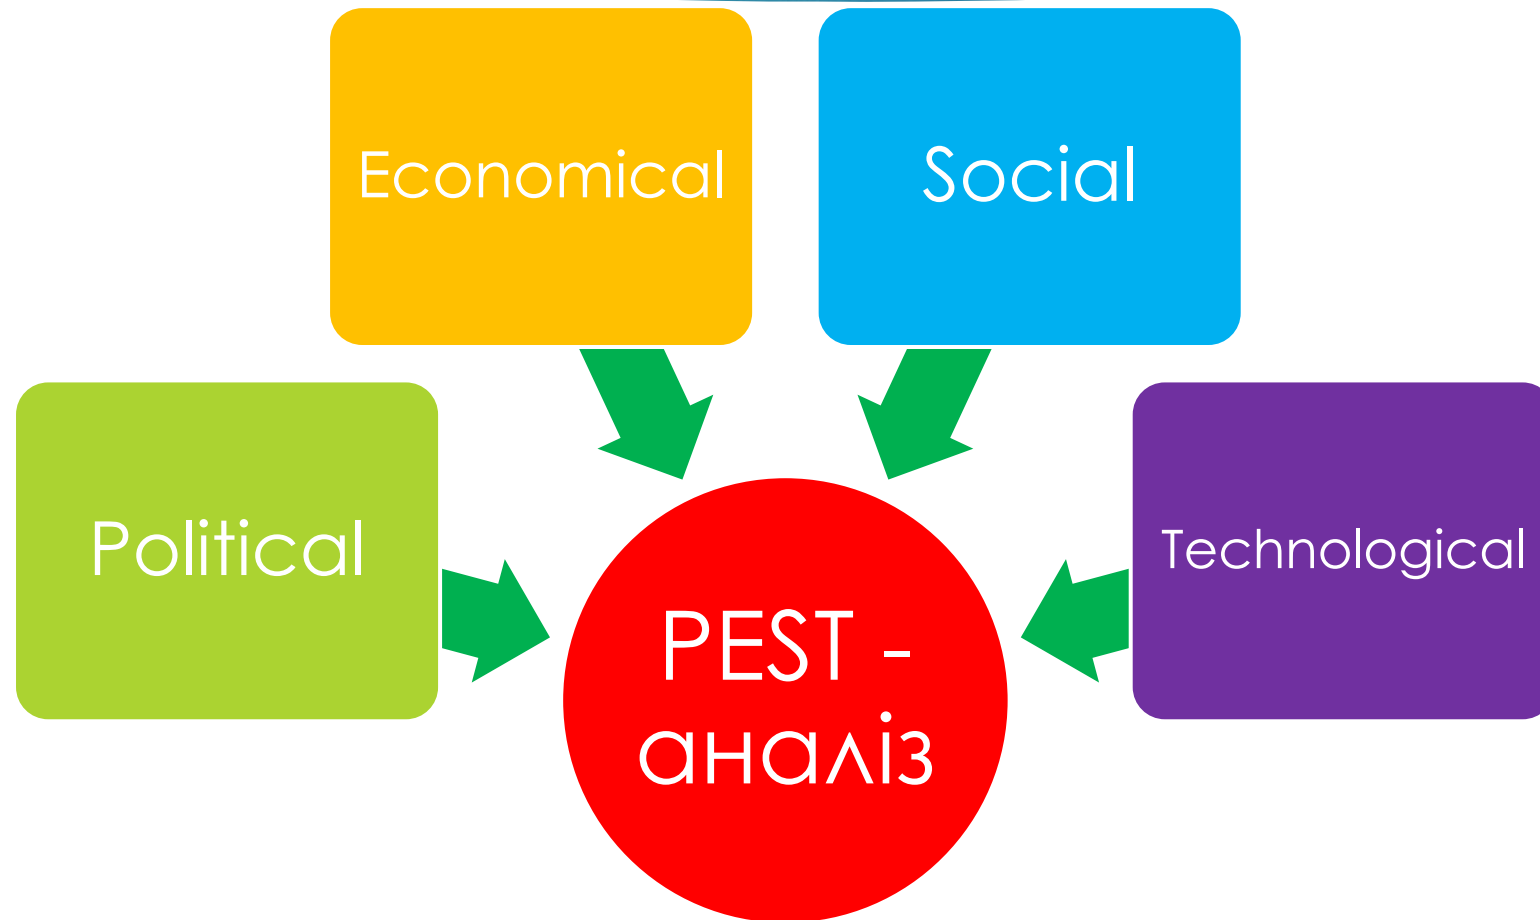 Economical
Social
Political
Technological
PEST -
аналіз